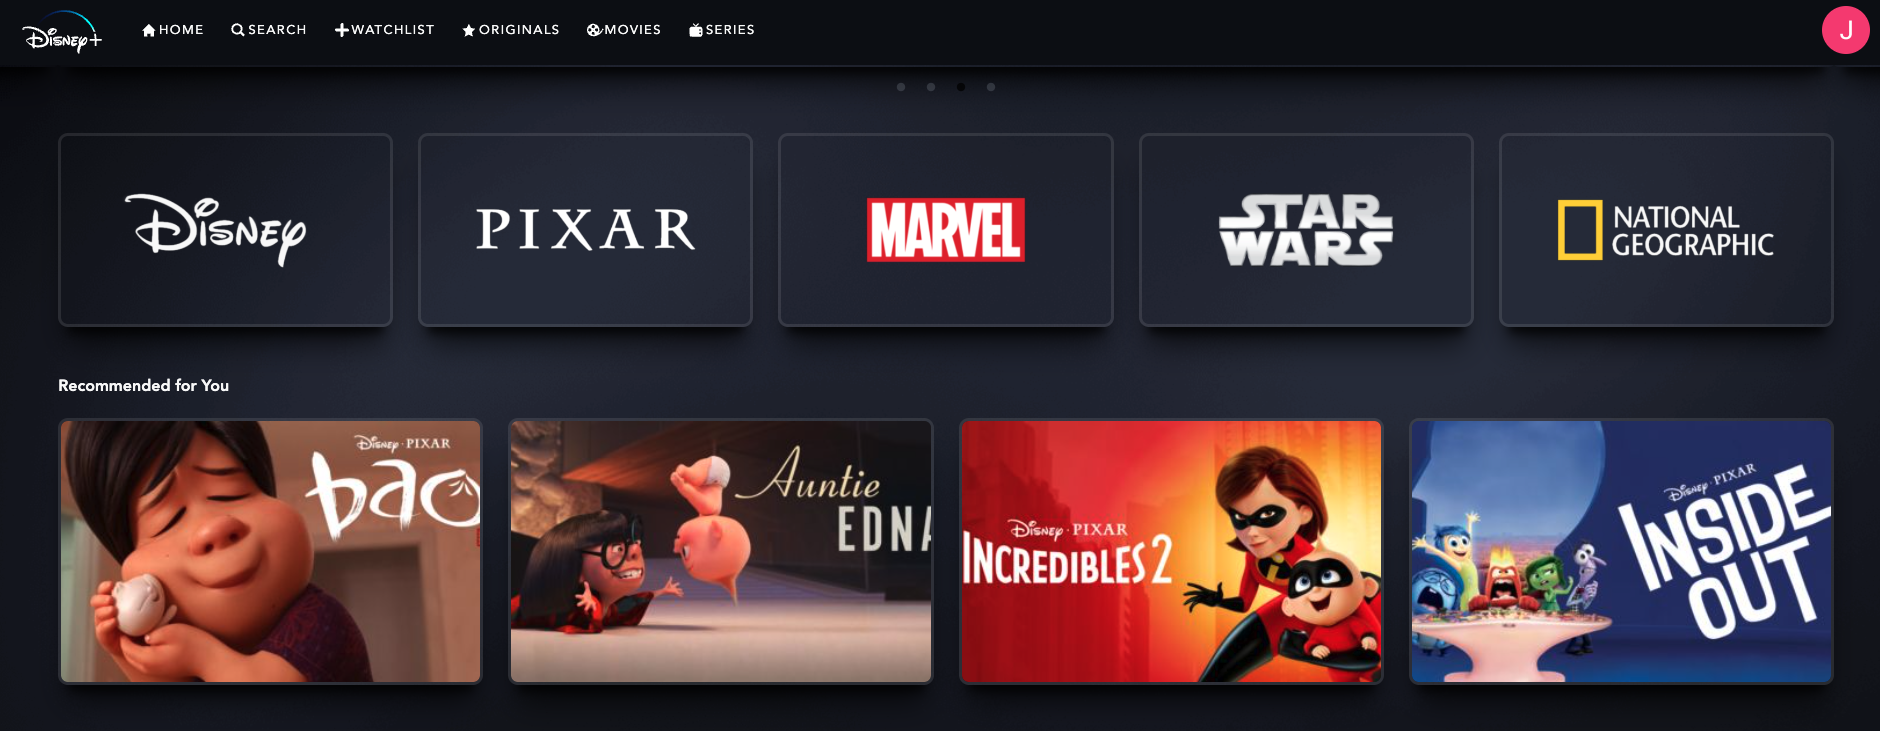 Disney+
HOME
SEARCH
WATCHLIST
ORIGINALS
MOVIES
SERIES
J
Disney
PIXAR
MARVEL
STAR
WARS
NATIONAL
GEOGRAPHIC
Recommended for You
Disney · PIXAR
bao
Auntie
EDNA
Disney · PIXAR
INCREDIBLES 2
Disney · PIXAR
INSIDE
OUT